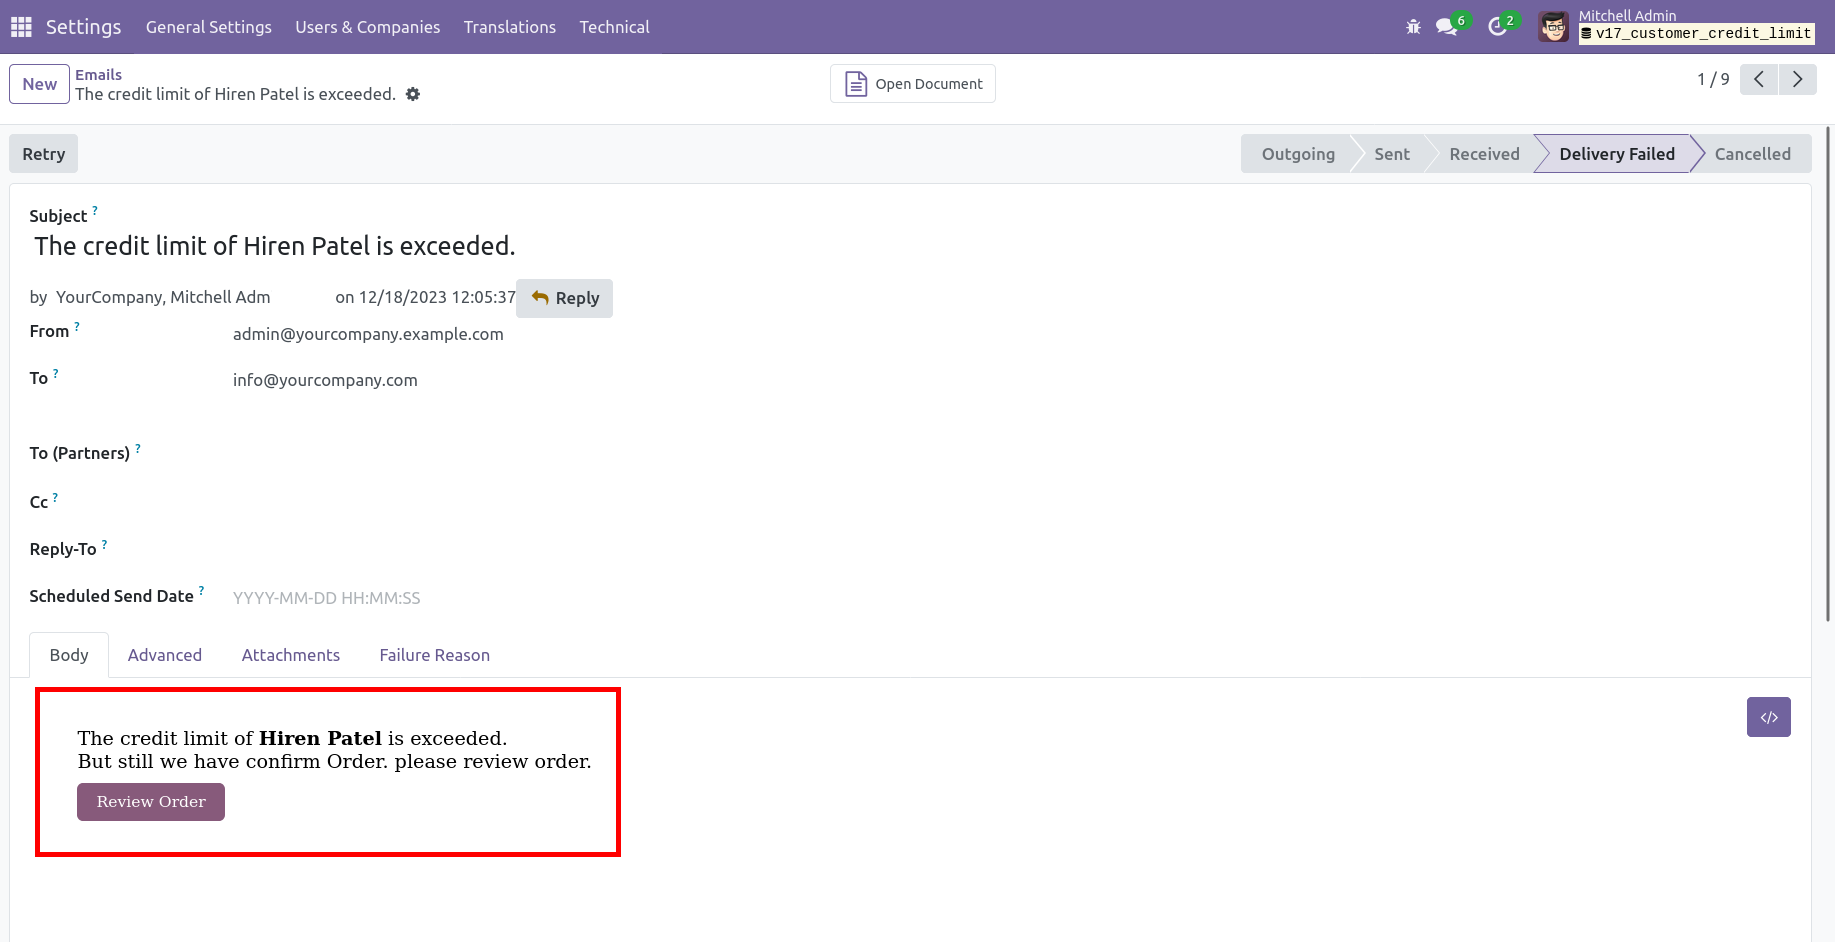 Settings General Settings Users & Companies Translations Technical 6 2 Mitchell Admin
v17_customer_credit_limit
New Emails
The credit limit of Hiren Patel is exceeded.
Open Document
1 / 9
Retry
Outgoing Sent Received Delivery Failed Cancelled
Subject ?
The credit limit of Hiren Patel is exceeded.
by YourCompany, Mitchell Adm on 12/18/2023 12:05:37 Reply
From ? admin@yourcompany.example.com
To ? info@yourcompany.com
To (Partners) ?
Cc ?
Reply-To ?
Scheduled Send Date ? YYYY-MM-DD HH:MM:SS
Body Advanced Attachments Failure Reason
</>
The credit limit of Hiren Patel is exceeded.
But still we have confirm Order. please review order.
Review Order